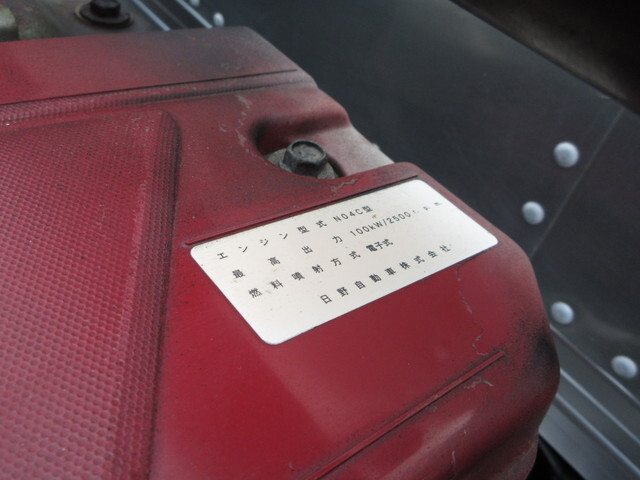 エンジン型式 N04C型
最高出力 100kW/2500
燃料噴射方式 電子式
日野自動車株式会社